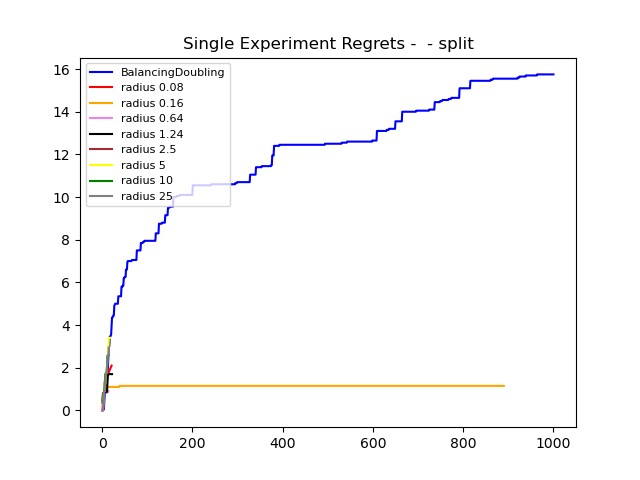 Single Experiment Regrets -  - split
16
14
12
10
8
6
4
2
0
BalancingDoubling
radius 0.08
radius 0.16
radius 0.64
radius 1.24
radius 2.5
radius 5
radius 10
radius 25
0 200 400 600 800 1000